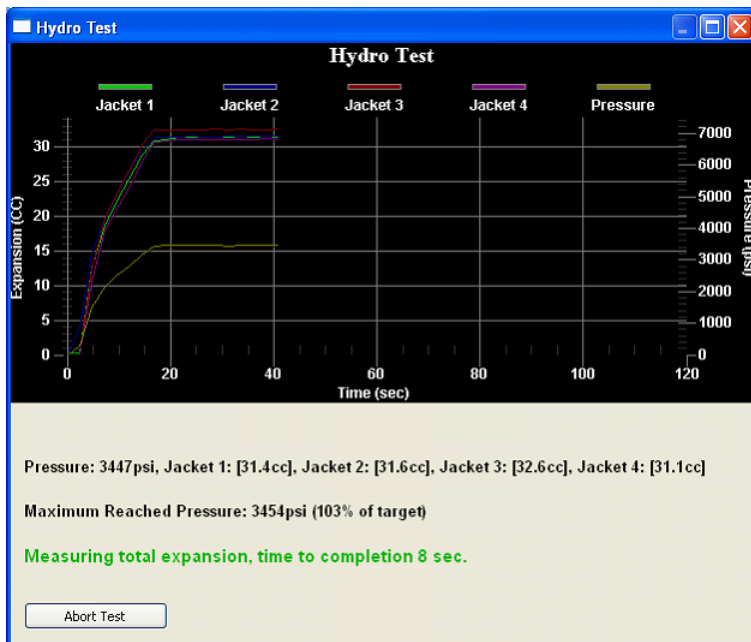 Hydro Test
Hydro Test
Jacket 1 Jacket 2 Jacket 3 Jacket 4 Pressure
Expansion (CC)
30
25
20
15
10
5
0
7000
6000
5000
4000
3000
2000
1000
0
Pressure (psi)
0 20 40 60 80 100 120
Time (sec)
Pressure: 3447psi, Jacket 1: [31.4cc], Jacket 2: [31.6cc], Jacket 3: [32.6cc], Jacket 4: [31.1cc]
Maximum Reached Pressure: 3454psi (103% of target)
Measuring total expansion, time to completion 8 sec.
Abort Test